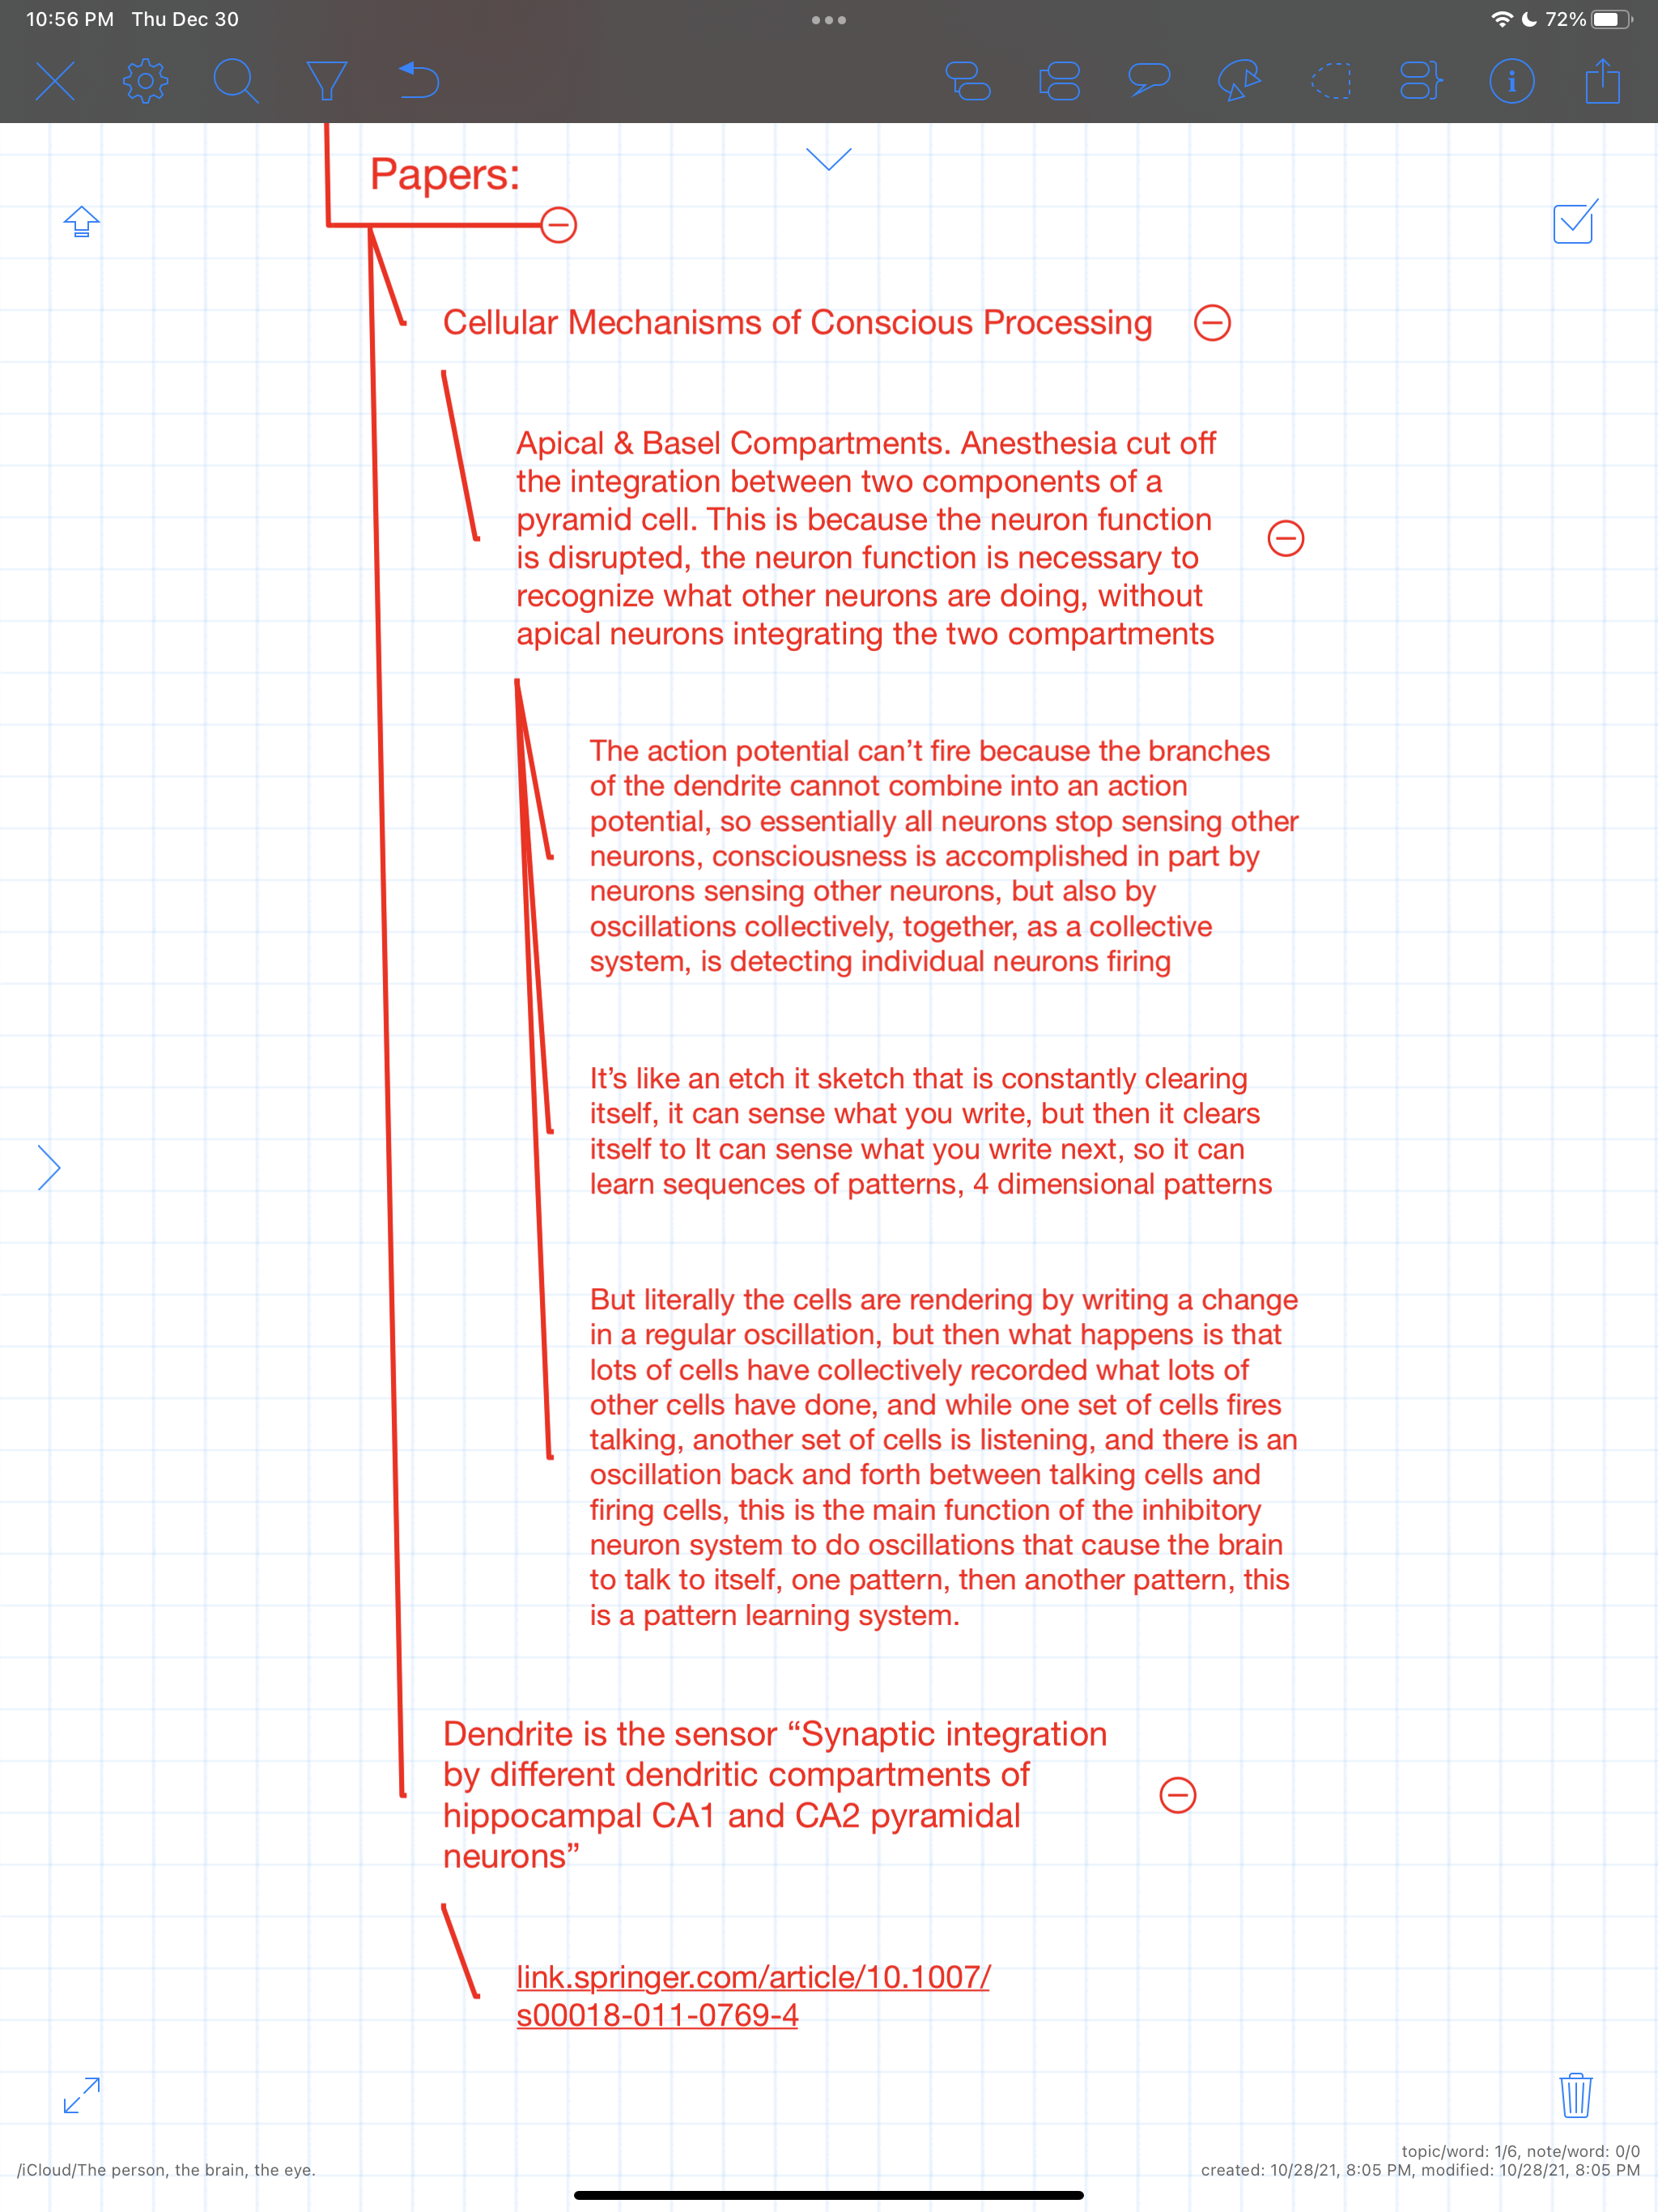 10:56 PM Thu Dec 30
72%
Papers:
Cellular Mechanisms of Conscious Processing
Apical & Basel Compartments. Anesthesia cut off
the integration between two components of a
pyramid cell. This is because the neuron function
is disrupted, the neuron function is necessary to
recognize what other neurons are doing, without
apical neurons integrating the two compartments
The action potential can’t fire because the branches
of the dendrite cannot combine into an action
potential, so essentially all neurons stop sensing other
neurons, consciousness is accomplished in part by
neurons sensing other neurons, but also by
oscillations collectively, together, as a collective
system, is detecting individual neurons firing
It’s like an etch it sketch that is constantly clearing
itself, it can sense what you write, but then it clears
itself to It can sense what you write next, so it can
learn sequences of patterns, 4 dimensional patterns
But literally the cells are rendering by writing a change
in a regular oscillation, but then what happens is that
lots of cells have collectively recorded what lots of
other cells have done, and while one set of cells fires
talking, another set of cells is listening, and there is an
oscillation back and forth between talking cells and
firing cells, this is the main function of the inhibitory
neuron system to do oscillations that cause the brain
to talk to itself, one pattern, then another pattern, this
is a pattern learning system.
Dendrite is the sensor “Synaptic integration
by different dendritic compartments of
hippocampal CA1 and CA2 pyramidal
neurons”
link.springer.com/article/10.1007/
s00018-011-0769-4
topic/word: 1/6, note/word: 0/0
/iCloud/The person, the brain, the eye.
created: 10/28/21, 8:05 PM, modified: 10/28/21, 8:05 PM